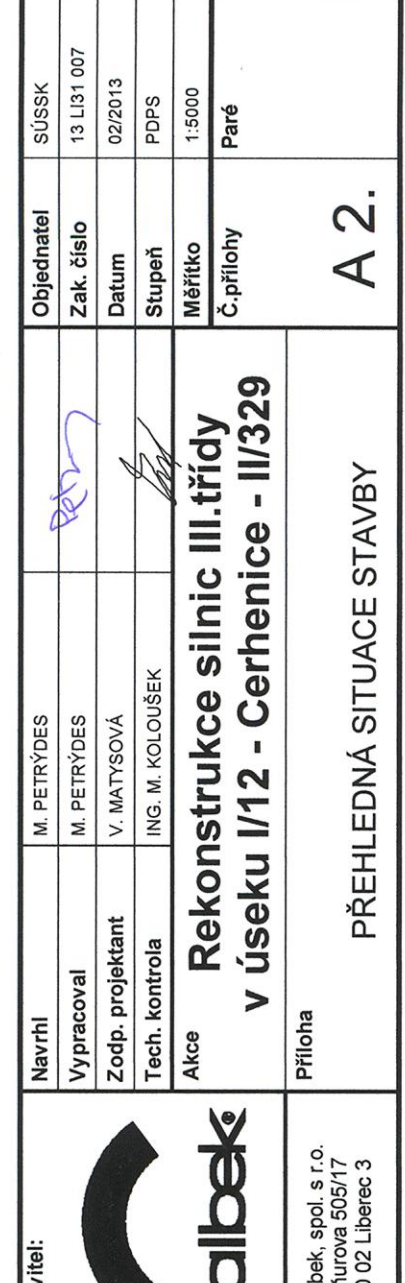 Navrhl M. PETRÝDES
Vypracoval M. PETRÝDES
Zodp. projektant V. MATYSOVÁ
Tech. kontrola ING. M. KOLOUŠEK
Objednatel SÚSSK
Zak. číslo 13 LI31 007
Datum 02/2013
Stupeň PDPS
Měřítko 1:5000
Č.přílohy Paré
A 2.
Akce
Rekonstrukce silnic III.třídy
v úseku I/12 - Cerhenice - II/329
Příloha
PŘEHLEDNÁ SITUACE STAVBY
vitel:
albek
bek, spol. s r.o.
urova 505/17
02 Liberec 3